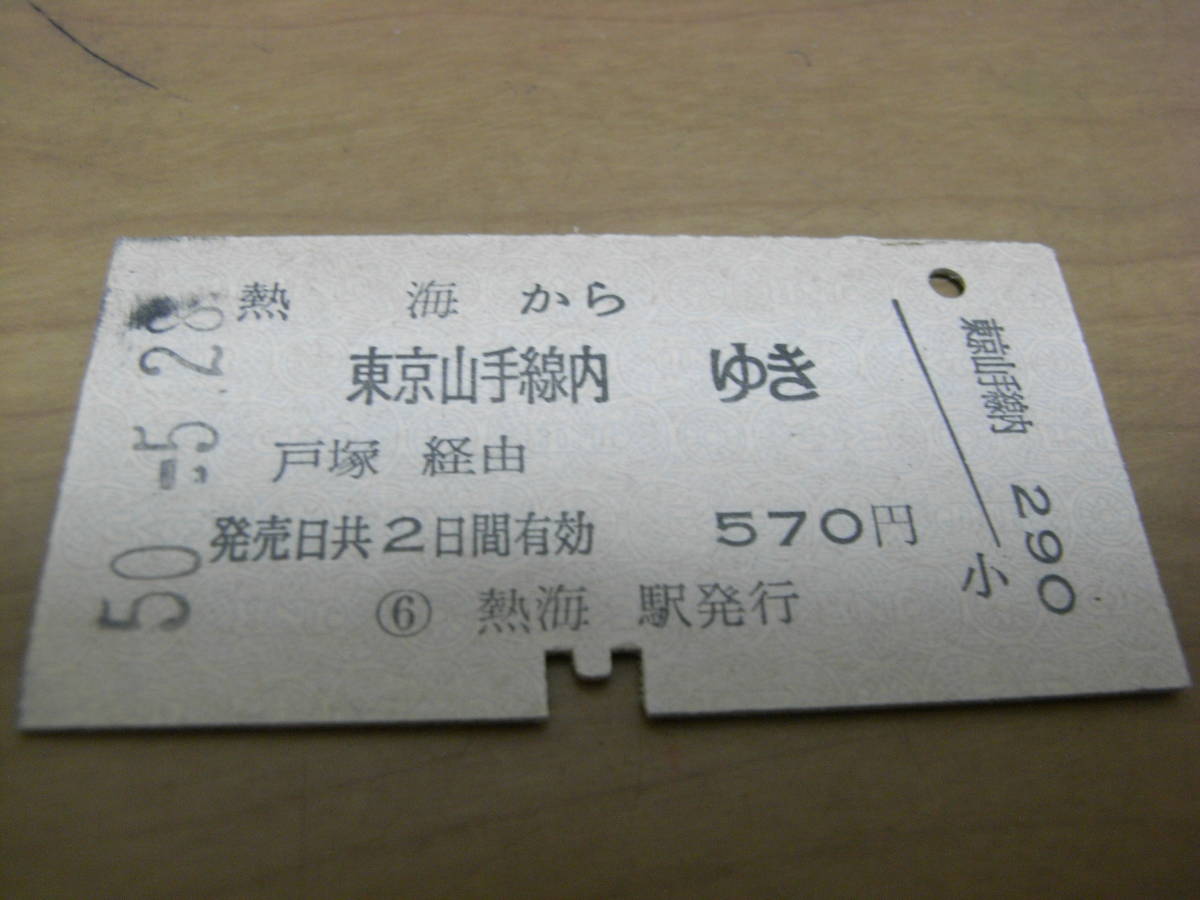 50.-5.28
熱海から
東京山手線内 ゆき
戸塚 経由
発売日共2日間有効 570円
⑥ 熱海 駅発行
東京山手線内
小 290